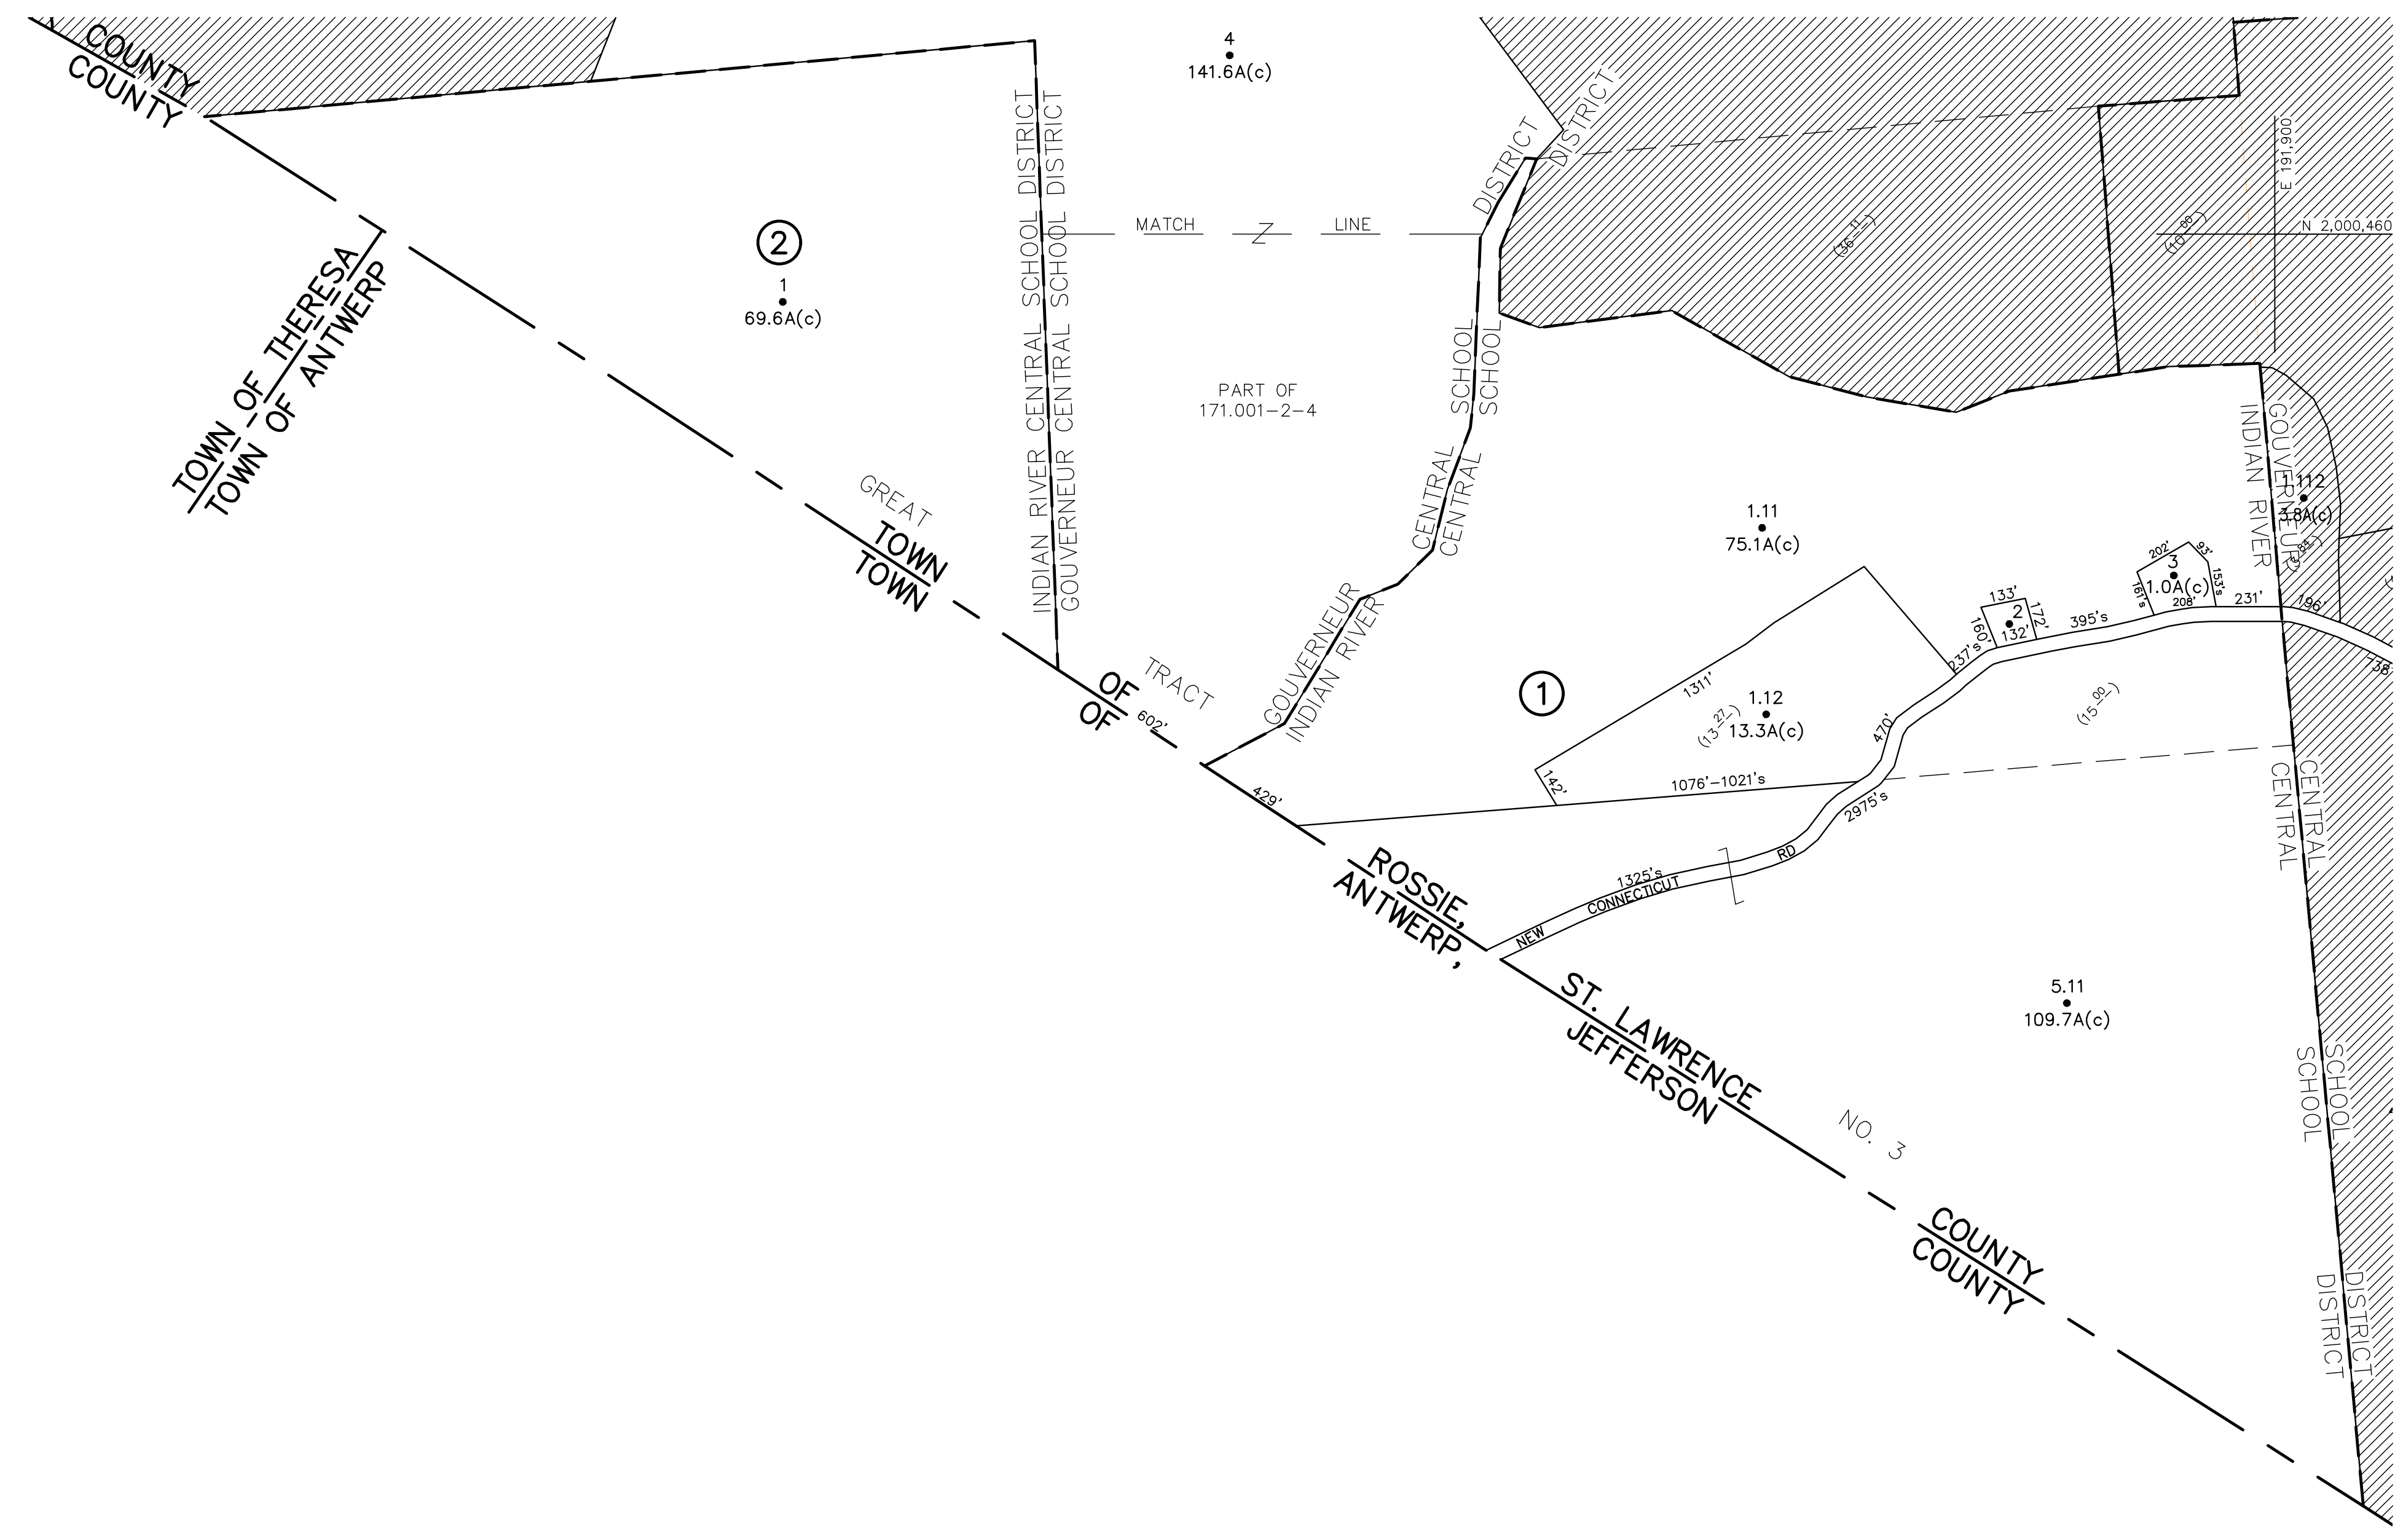 COUNTY
COUNTY
4
141.6A(c)
DISTRICT
DISTRICT
E 191,900
N 2,000,460
(36 11)
(10 00)
MATCH Z LINE
2
1
69.6A(c)
TOWN OF THERESA
TOWN OF ANTWERP
INDIAN RIVER CENTRAL SCHOOL DISTRICT
GOUVERNEUR CENTRAL SCHOOL DISTRICT
PART OF
171.001-2-4
SCHOOL
SCHOOL
CENTRAL
CENTRAL
GOUVERNEUR
INDIAN RIVER
GREAT
TRACT
NO. 3
TOWN
TOWN
OF
OF
602'
429'
ROSSIE,
ANTWERP,
ST. LAWRENCE
JEFFERSON
COUNTY
COUNTY
1.11
75.1A(c)
1
1.12
13.3A(c)
(13 27)
1311'
142'
1076'-1021's
470'
237's
133'
160'
172'
2
132'
395's
202'
93'
161's
153's
3
1.0A(c)
208'
231'
196'
1.112
3.8A(c)
GOUVERNEUR
INDIAN RIVER
(15 00)
2975's
1325's
NEW CONNECTICUT RD
5.11
109.7A(c)
CENTRAL
CENTRAL
SCHOOL
SCHOOL
DISTRICT
DISTRICT